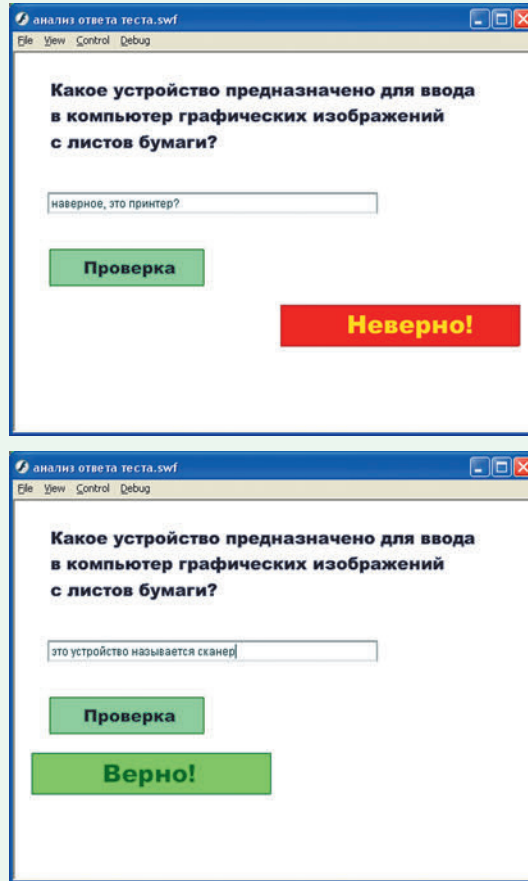 анализ ответа теста.swf
File View Control Debug
Какое устройство предназначено для ввода
в компьютер графических изображений
с листов бумаги?
наверное, это принтер?
Проверка
Неверно!
анализ ответа теста.swf
File View Control Debug
Какое устройство предназначено для ввода
в компьютер графических изображений
с листов бумаги?
это устройство называется сканер
Проверка
Верно!